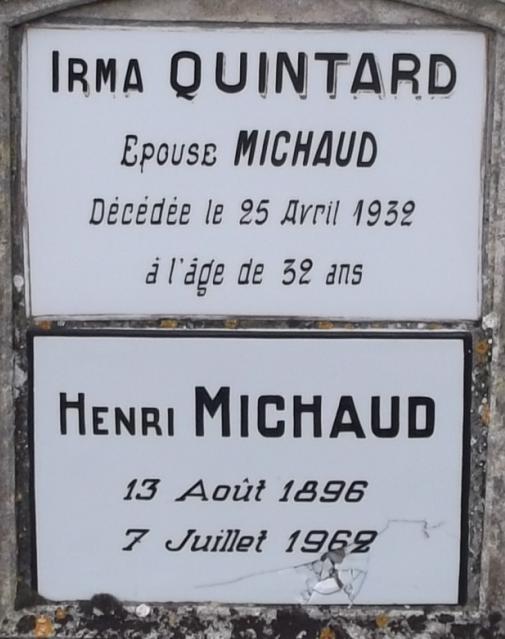 IRMA QUINTARD
Epouse MICHAUD
Décédée le 25 Avril 1932
à l'âge de 32 ans
HENRI MICHAUD
13 Août 1896
7 Juillet 1962